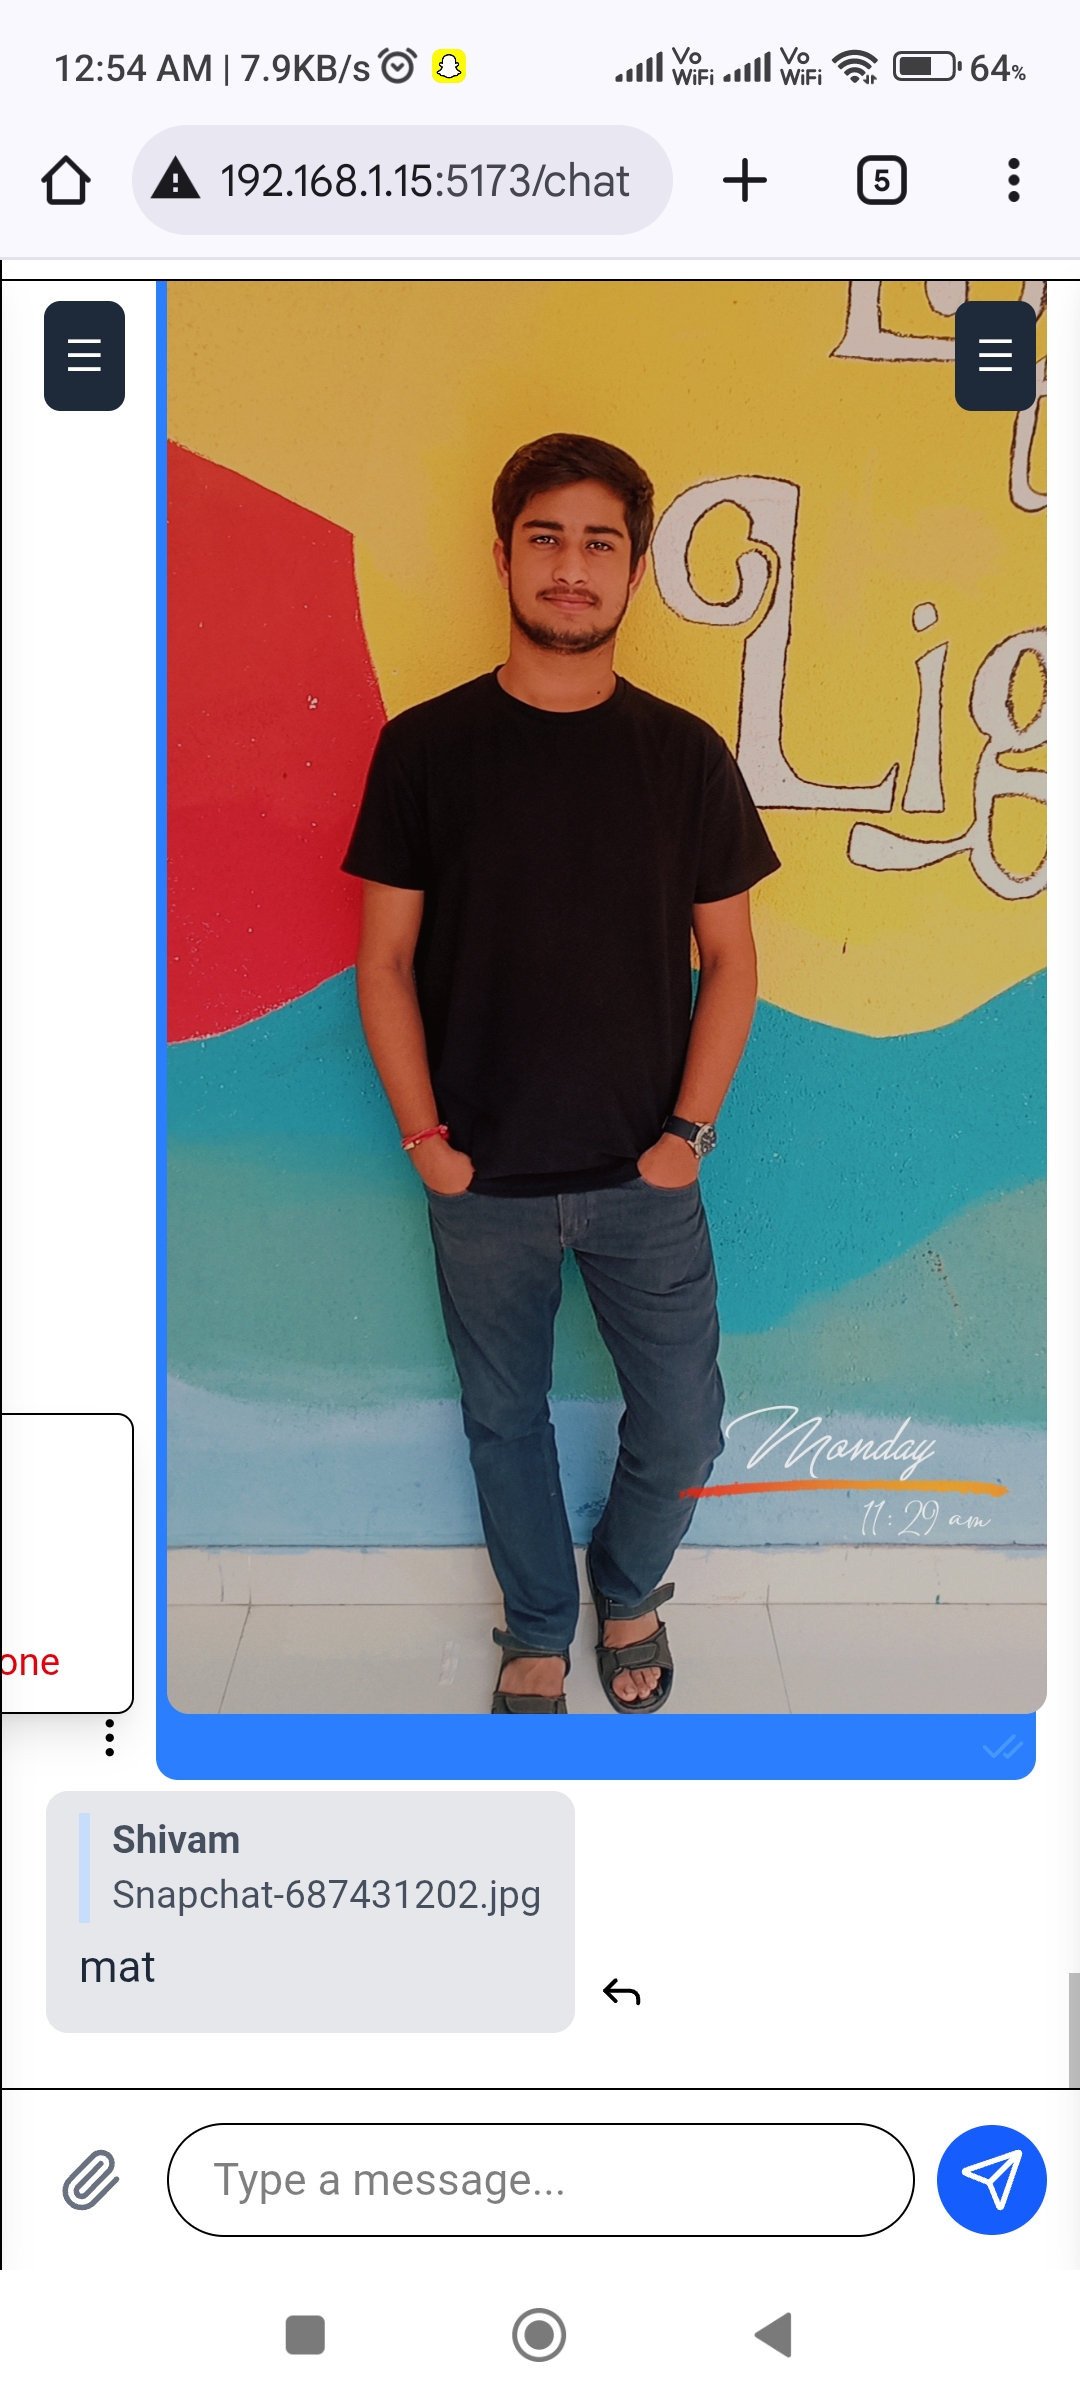 12:54 AM | 7.9KB/s
Vo WiFi
Vo WiFi
64%
192.168.1.15:5173/chat
5
Lig
Monday
11:29 am
one
Shivam
Snapchat-687431202.jpg
mat
Type a message...